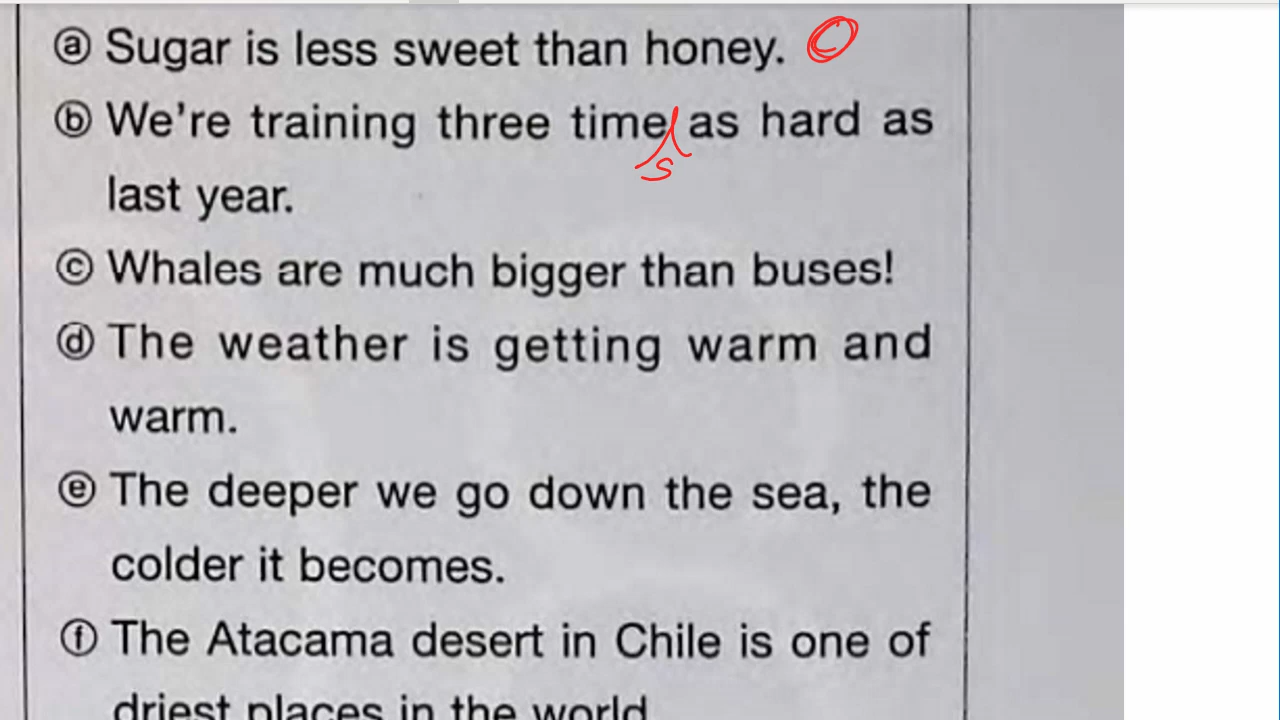 ⓐ Sugar is less sweet than honey. O
ⓑ We're training three time as hard as
s
last year.
ⓒ Whales are much bigger than buses!
ⓓ The weather is getting warm and
warm.
ⓔ The deeper we go down the sea, the
colder it becomes.
ⓕ The Atacama desert in Chile is one of
driest places in the world